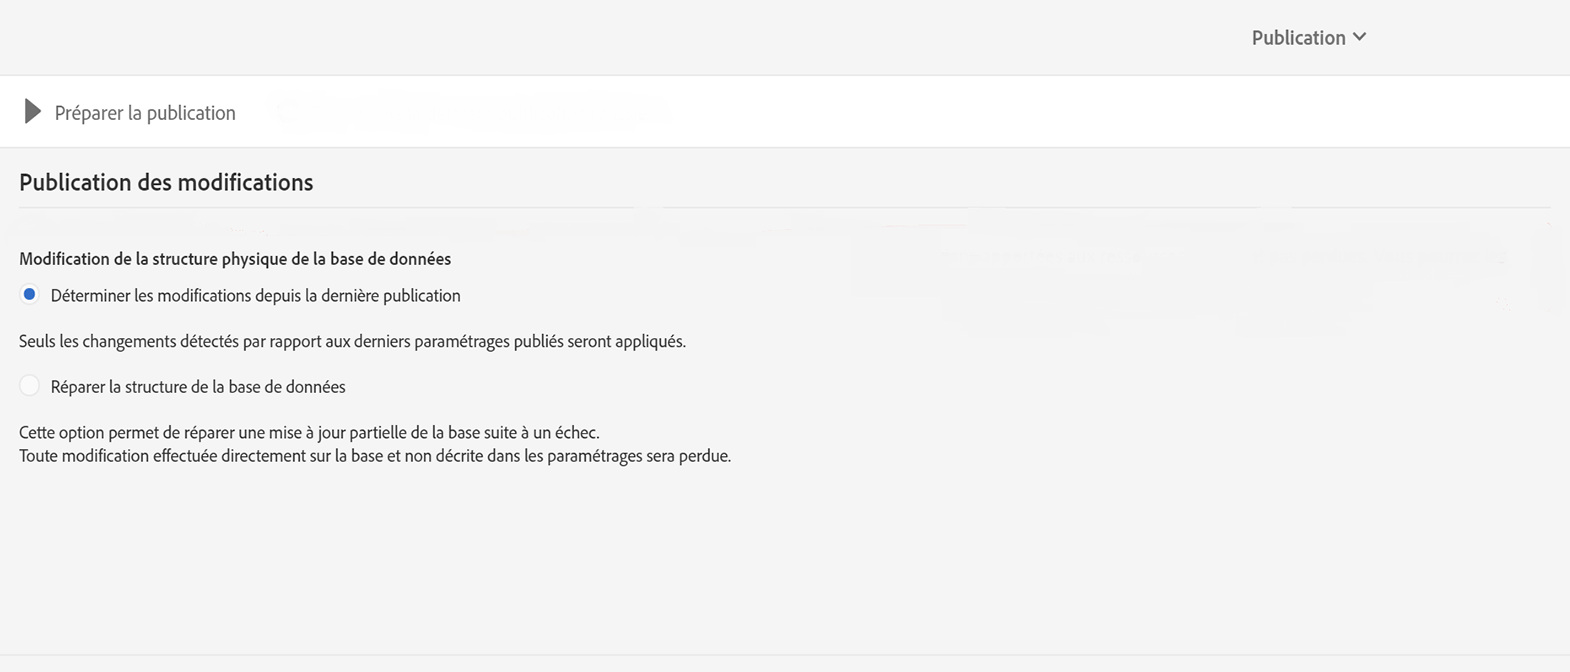 Publication
Préparer la publication
Publication des modifications
Modification de la structure physique de la base de données
Déterminer les modifications depuis la dernière publication
Seuls les changements détectés par rapport aux derniers paramétrages publiés seront appliqués.
Réparer la structure de la base de données
Cette option permet de réparer une mise à jour partielle de la base suite à un échec.
Toute modification effectuée directement sur la base et non décrite dans les paramétrages sera perdue.